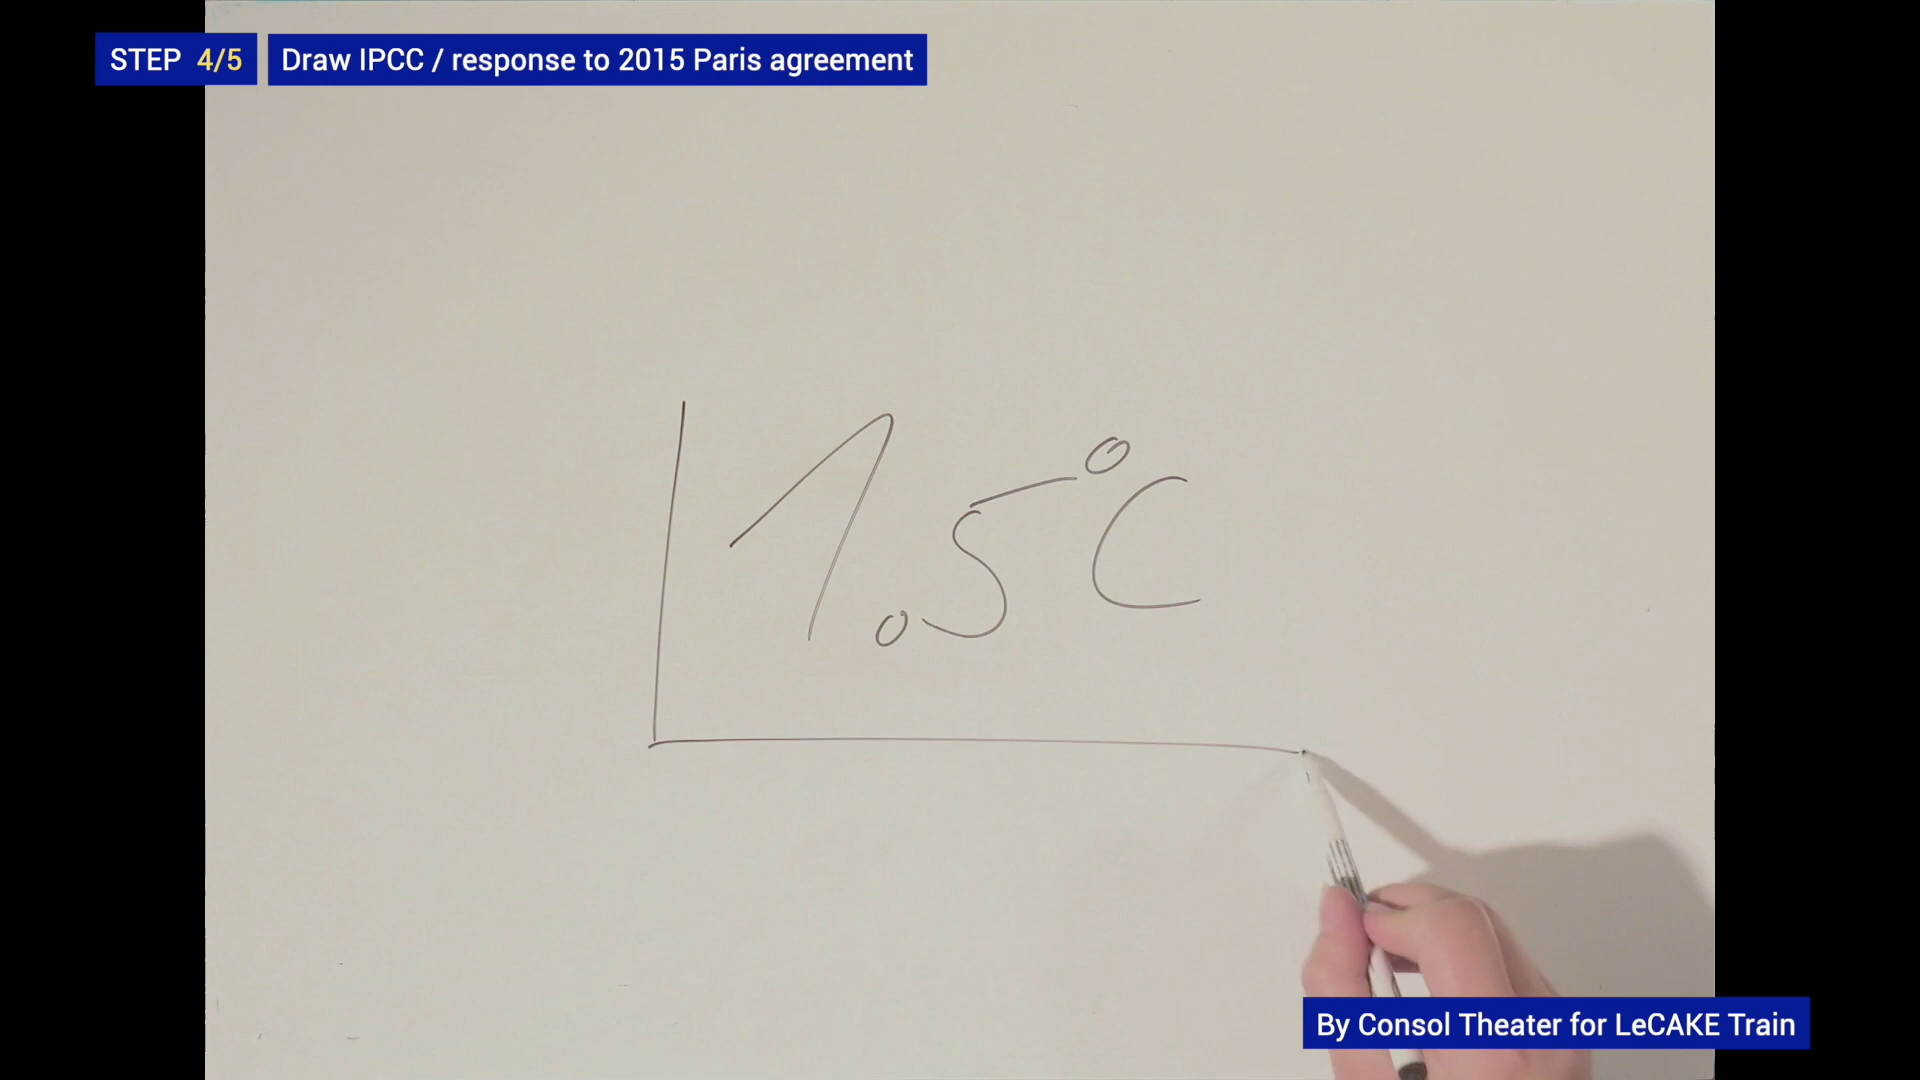 STEP 4/5 Draw IPCC / response to 2015 Paris agreement
1.5°C
By Consol Theater for LeCAKE Train